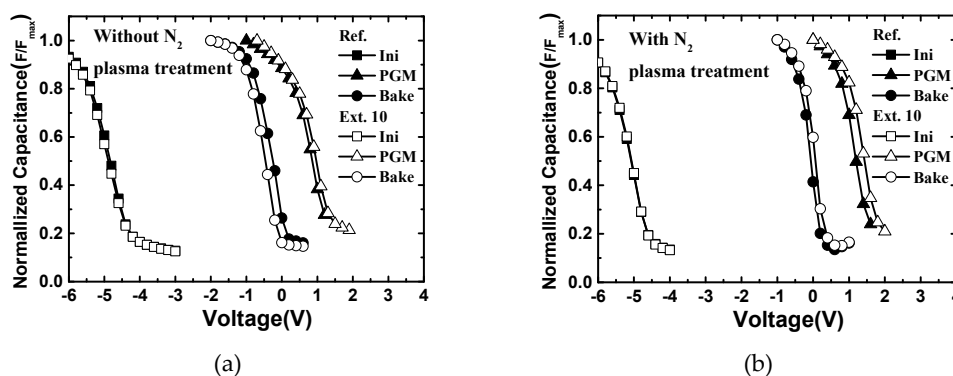 Normallized Capacitance(F/Fmax)
1.0
0.8
0.6
0.4
0.2
0.0
Without N2
plasma treatment
Ref.
Ini
PGM
Bake
Ext. 10
Ini
PGM
Bake
-6 -5 -4 -3 -2 -1 0 1 2 3 4
Voltage(V)
(a)
Normallized Capacitance(F/Fmax)
1.0
0.8
0.6
0.4
0.2
0.0
With N2
plasma treatment
Ref.
Ini
PGM
Bake
Ext. 10
Ini
PGM
Bake
-6 -5 -4 -3 -2 -1 0 1 2 3 4
Voltage(V)
(b)